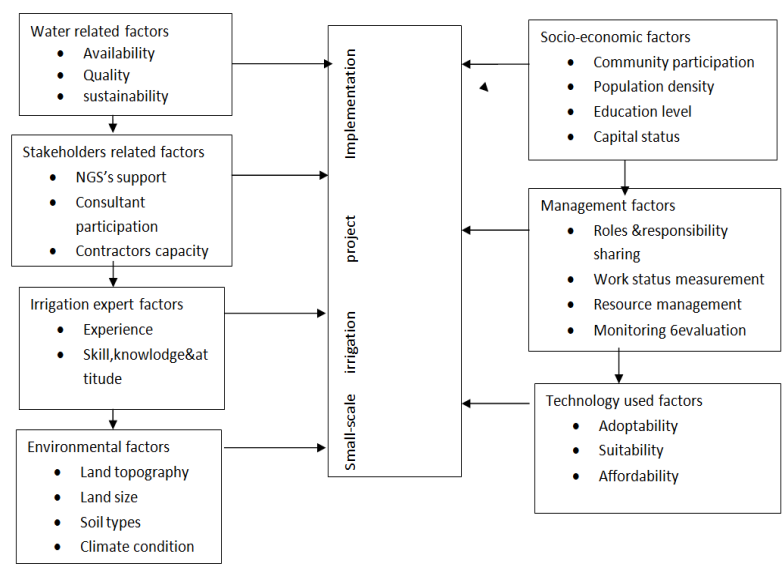 Water related factors
Availability
Quality
sustainability
Stakeholders related factors
NGS's support
Consultant
participation
Contractors capacity
Irrigation expert factors
Experience
Skill,knowlodge&at
titude
Environmental factors
Land topography
Land size
Soil types
Climate condition
Small-scale irrigation project Implementation
Socio-economic factors
Community participation
Population density
Education level
Capital status
Management factors
Roles &responsibility
sharing
Work status measurement
Resource management
Monitoring 6evaluation
Technology used factors
Adoptability
Suitability
Affordability